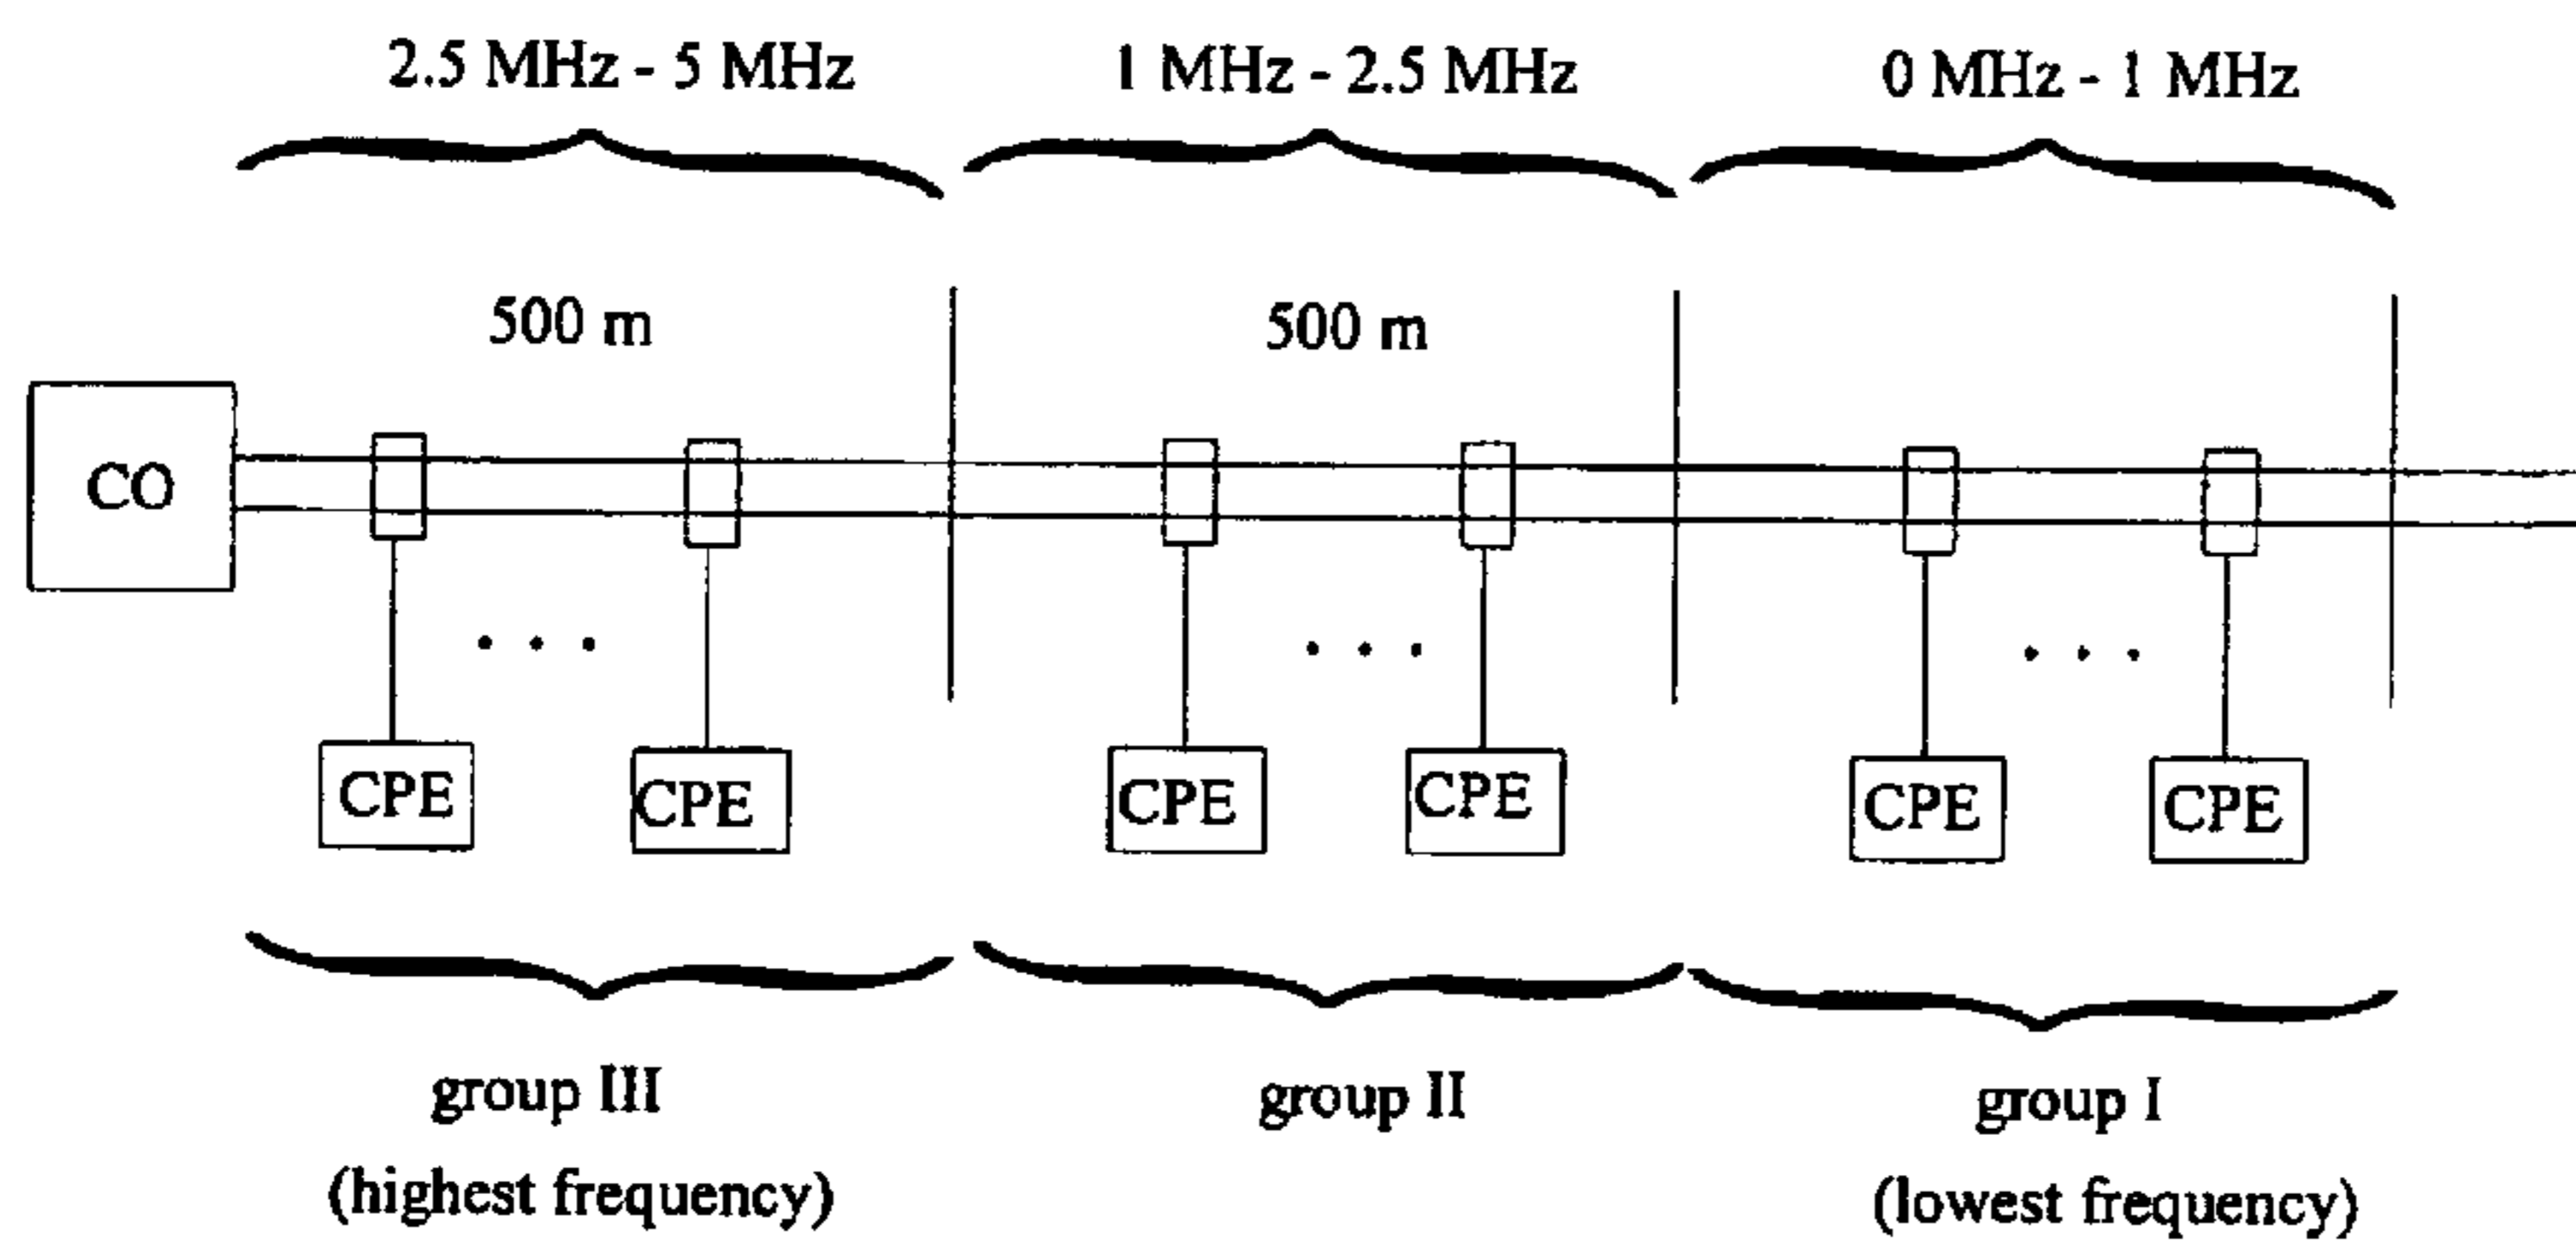 2.5 MHz - 5 MHz
1 MHz - 2.5 MHz
0 MHz - 1 MHz
500 m
500 m
CO
CPE
CPE
CPE
CPE
CPE
CPE
group III
(highest frequency)
group II
group I
(lowest frequency)